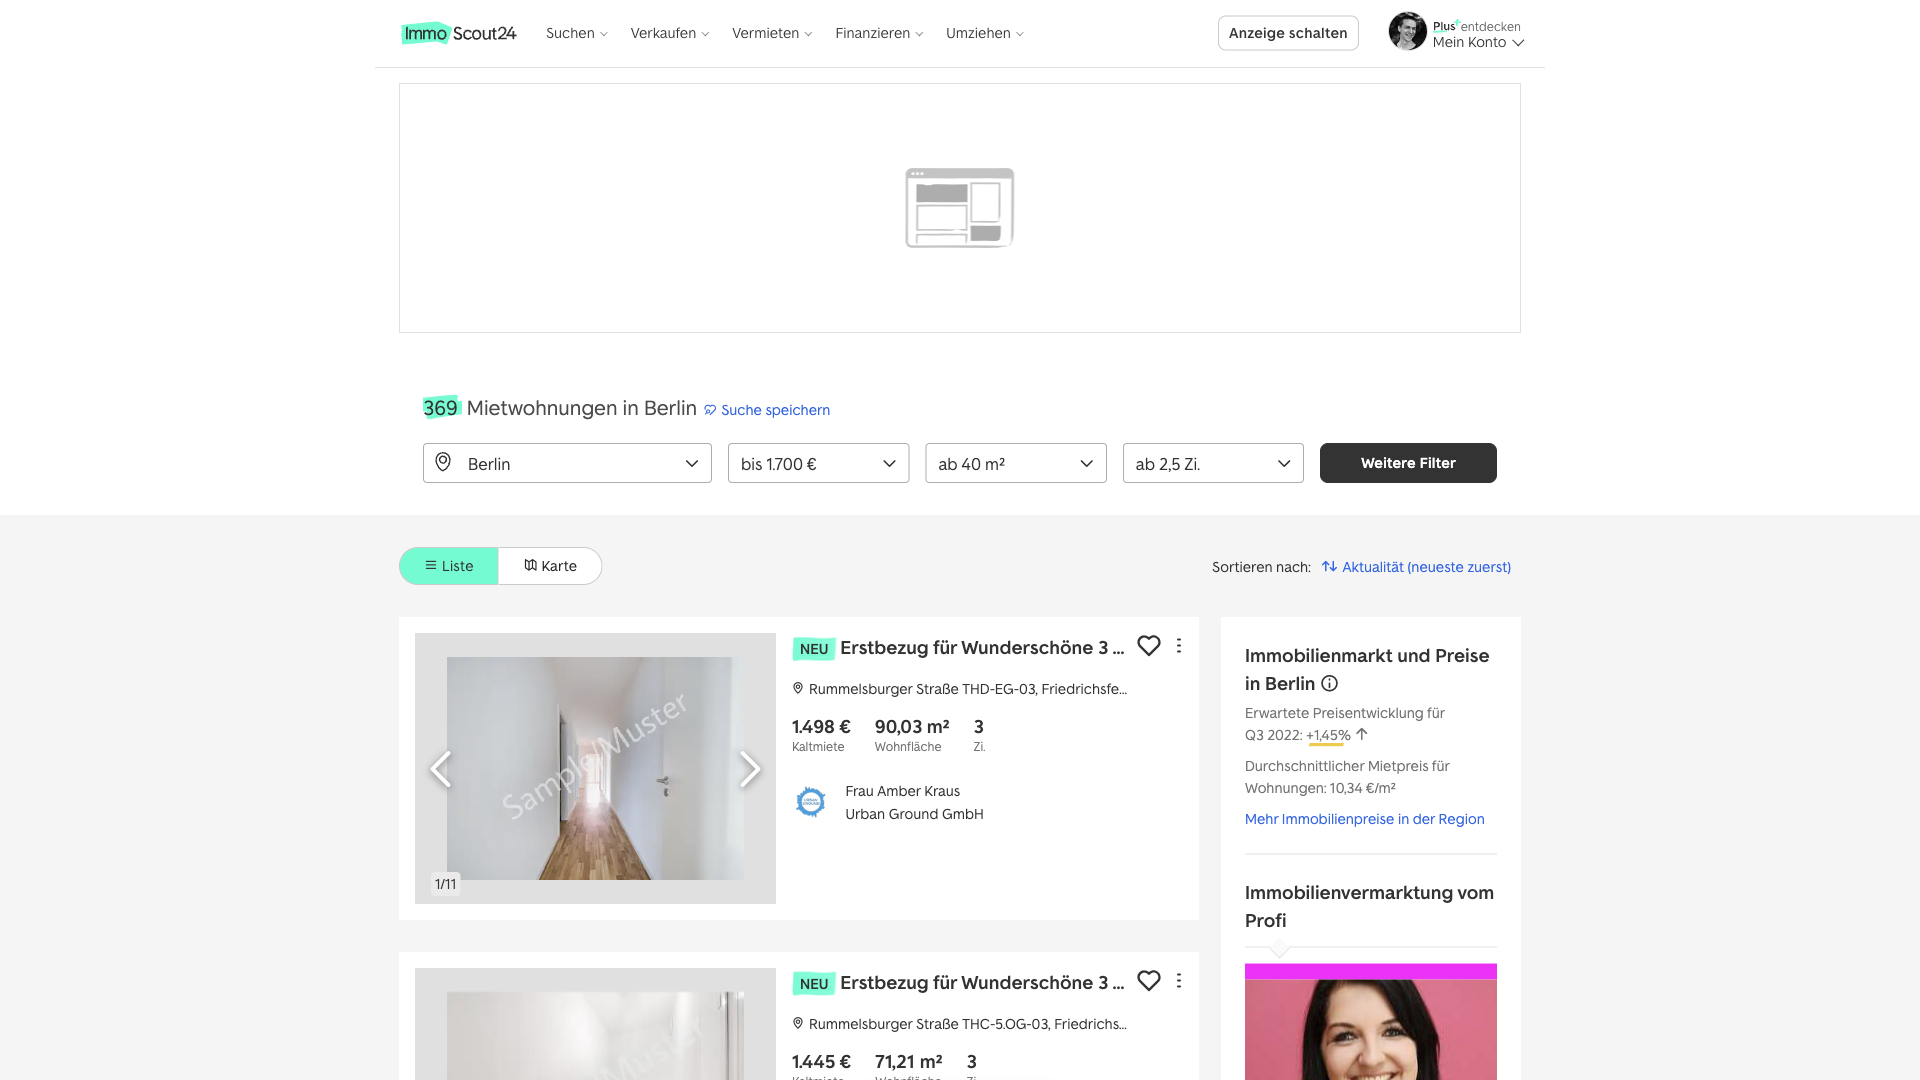 ImmoScout24
Suchen
Verkaufen
Vermieten
Finanzieren
Umziehen
Anzeige schalten
Plus+ entdecken
Mein Konto
369 Mietwohnungen in Berlin
Suche speichern
Berlin
bis 1.700 €
ab 40 m²
ab 2,5 Zi.
Weitere Filter
Liste
Karte
Sortieren nach:
Aktualität (neueste zuerst)
Sample/Muster
1/11
NEU Erstbezug für Wunderschöne 3 ...
Rummelsburger Straße THD-EG-03, Friedrichsfe...
1.498 € 90,03 m² 3
Kaltmiete Wohnfläche Zi.
Frau Amber Kraus
Urban Ground GmbH
NEU Erstbezug für Wunderschöne 3 ...
Rummelsburger Straße THC-5.OG-03, Friedrichs...
1.445 € 71,21 m² 3
Kaltmiete Wohnfläche Zi.
Immobilienmarkt und Preise
in Berlin
Erwartete Preisentwicklung für
Q3 2022: +1,45%
Durchschnittlicher Mietpreis für
Wohnungen: 10,34 €/m²
Mehr Immobilienpreise in der Region
Immobilienvermarktung vom
Profi